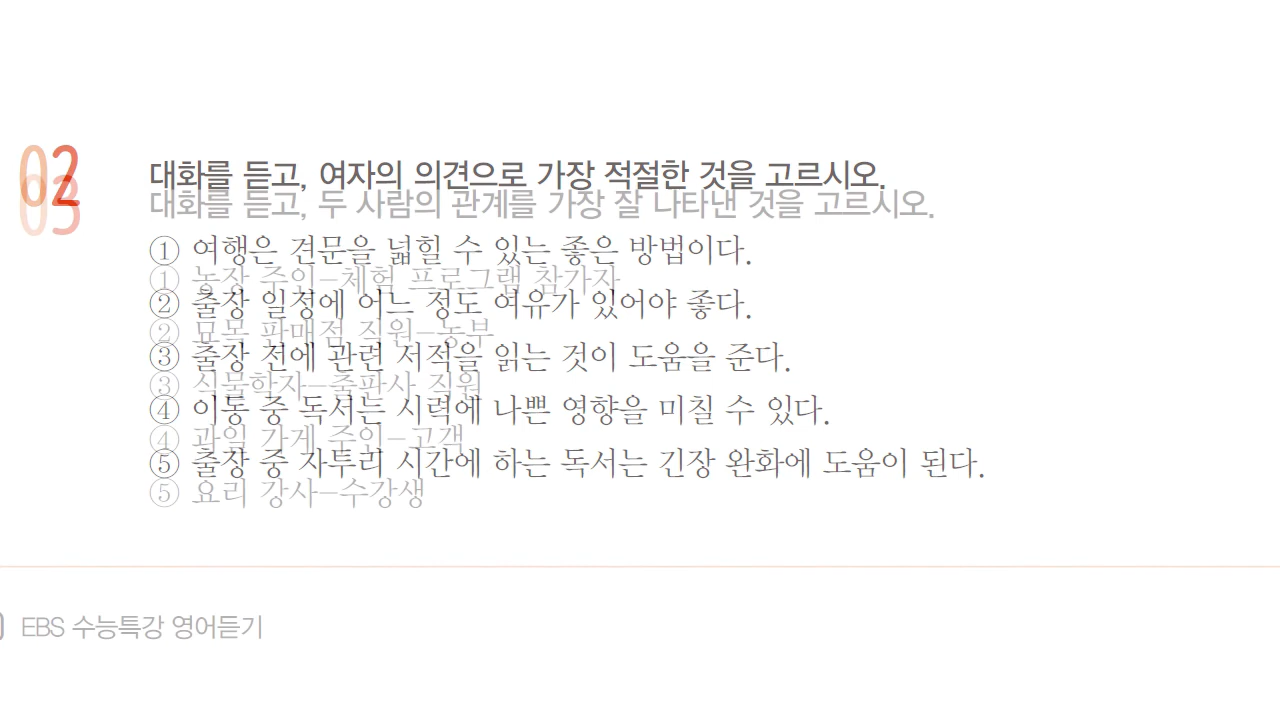 02
대화를 듣고, 여자의 의견으로 가장 적절한 것을 고르시오.
① 여행은 견문을 넓힐 수 있는 좋은 방법이다.
② 출장 일정에 어느 정도 여유가 있어야 좋다.
③ 출장 전에 관련 서적을 읽는 것이 도움을 준다.
④ 이동 중 독서는 시력에 나쁜 영향을 미칠 수 있다.
⑤ 출장 중 자투리 시간에 하는 독서는 긴장 완화에 도움이 된다.
03
대화를 듣고, 두 사람의 관계를 가장 잘 나타낸 것을 고르시오.
① 농장 주인-체험 프로그램 참가자
② 묘목 판매점 직원-농부
③ 식물학자-출판사 직원
④ 과일 가게 주인-고객
⑤ 요리 강사-수강생
EBS 수능특강 영어듣기